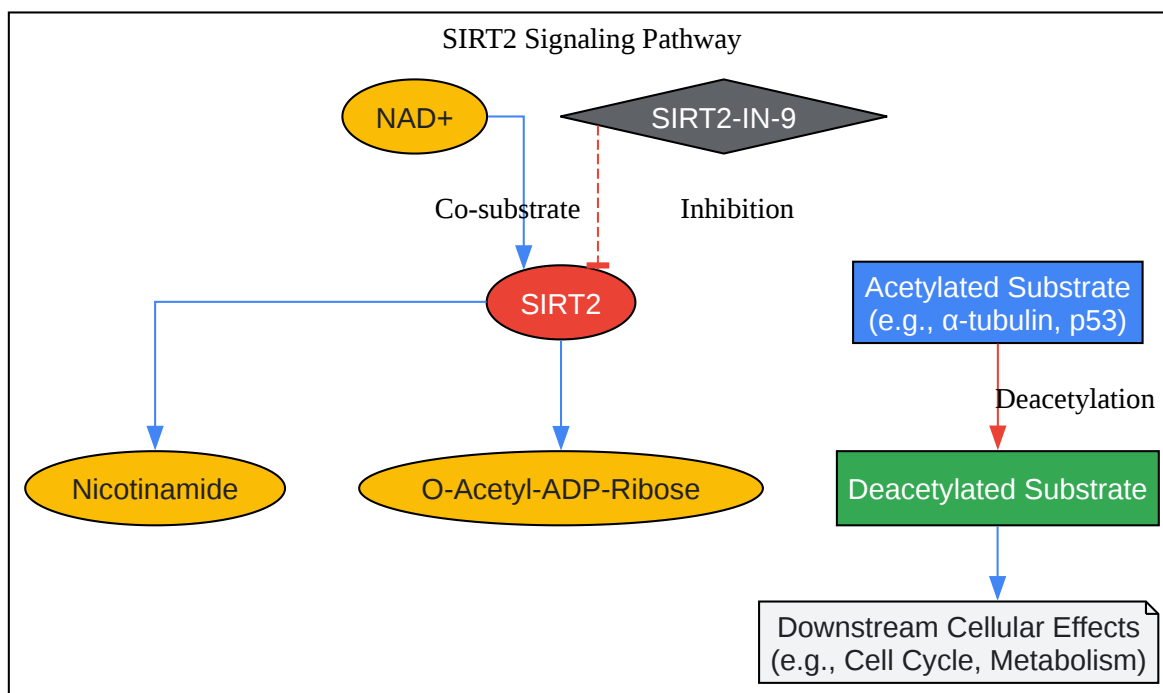 SIRT2 Signaling Pathway
NAD+
SIRT2-IN-9
Co-substrate
Inhibition
SIRT2
Acetylated Substrate
(e.g., α-tubulin, p53)
Deacetylation
Nicotinamide
O-Acetyl-ADP-Ribose
Deacetylated Substrate
Downstream Cellular Effects
(e.g., Cell Cycle, Metabolism)